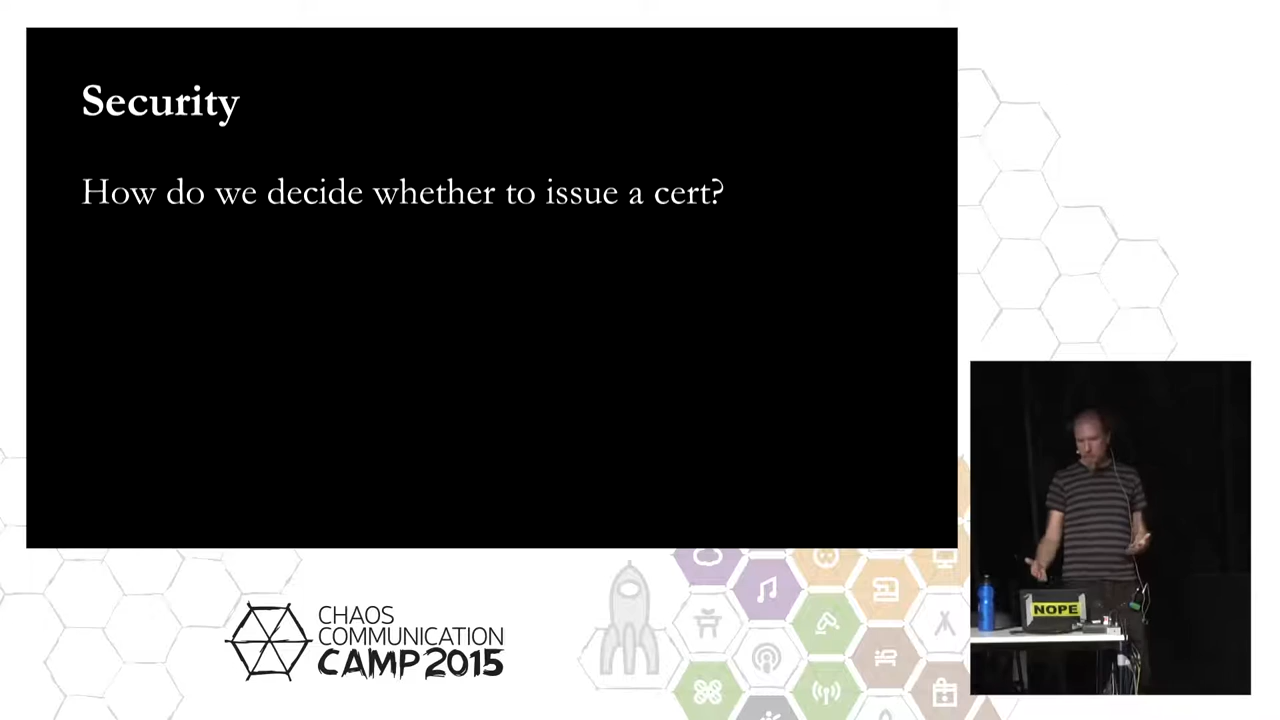 Security
How do we decide whether to issue a cert?
CHAOS
COMMUNICATION
CAMP 2015
NOPE